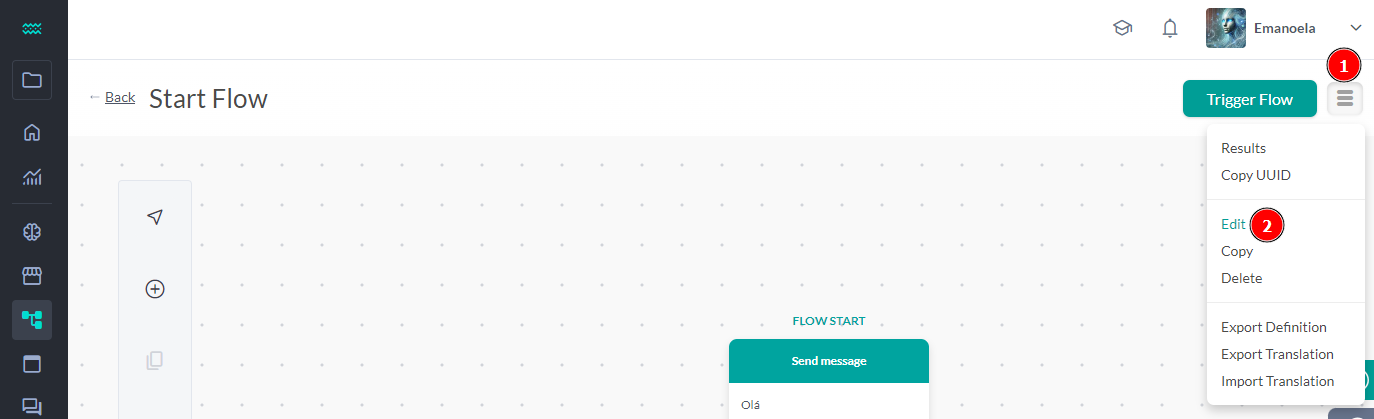 Emanoela
1
← Back Start Flow
Trigger Flow
Results
Copy UUID
Edit 2
Copy
Delete
Export Definition
Export Translation
Import Translation
FLOW START
Send message
Olá